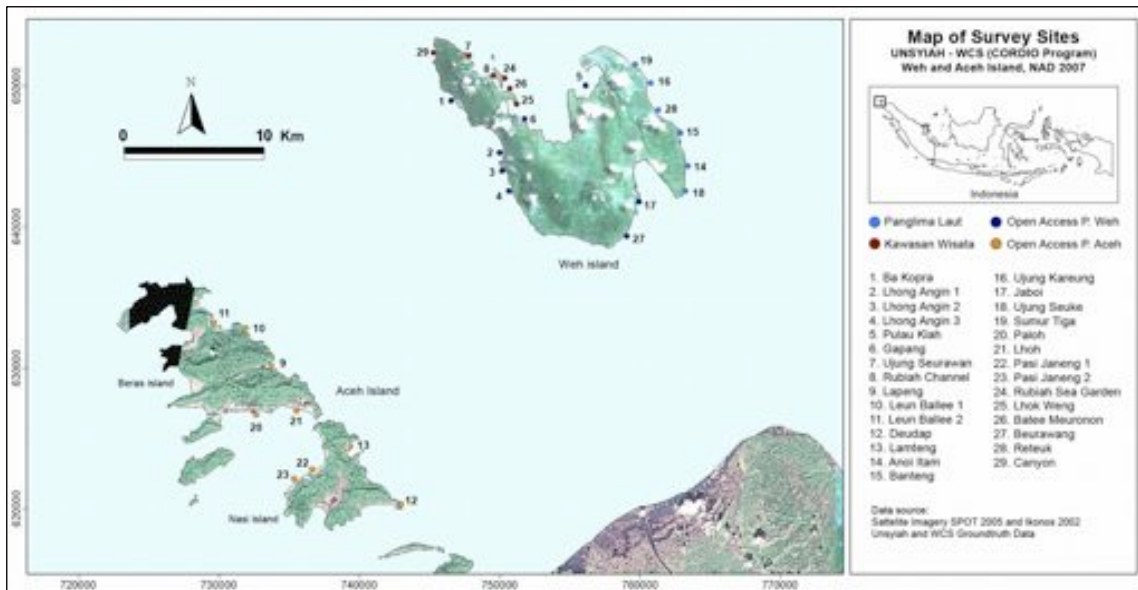 Map of Survey Sites
UNSYIAH - WCS (CORDIO Program)
Weh and Aceh Island, NAD 2007
Indonesia
Panglima Laut
Open Access P. Weh
Kawasan Wisata
Open Access P. Aceh
1. Ba Kopra
2. Lhong Angin 1
3. Lhong Angin 2
4. Lhong Angin 3
5. Pulau Klah
6. Gapang
7. Ujung Seurawan
8. Rubiah Channel
9. Lapeng
10. Leun Ballee 1
11. Leun Ballee 2
12. Deudap
13. Lamteng
14. Anoi Itam
15. Benteng
16. Ujung Kareung
17. Jaboi
18. Ujung Seuke
19. Sumur Tiga
20. Paloh
21. Lhoh
22. Pasi Janeng 1
23. Pasi Janeng 2
24. Rubiah Sea Garden
25. Lhok Weng
26. Batee Meuronon
27. Beurawang
28. Reteuk
29. Canyon
Data source:
Sattelite Imagery SPOT 2005 and Ikonos 2002
Unsyiah and WCS Groundtruth Data
N
0 10 Km
Weh island
Beras island
Aceh Island
Nasi island
29
7
8
24
26
25
1
6
5
19
16
28
15
14
18
17
27
2
3
4
11
10
9
20
21
13
22
23
12
650000
640000
630000
620000
720000 730000 740000 750000 760000 770000